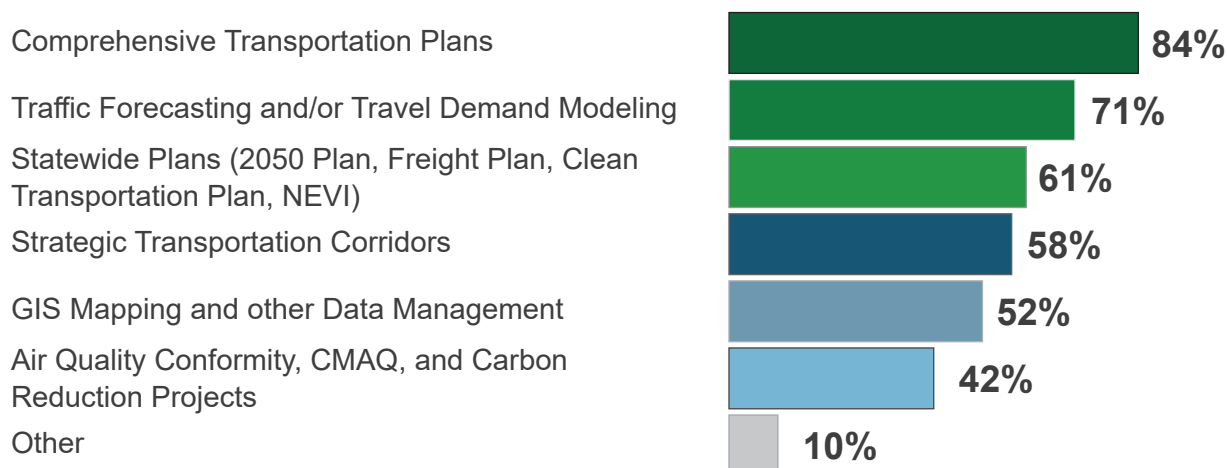 Comprehensive Transportation Plans 84%
Traffic Forecasting and/or Travel Demand Modeling 71%
Statewide Plans (2050 Plan, Freight Plan, Clean
Transportation Plan, NEVI) 61%
Strategic Transportation Corridors 58%
GIS Mapping and other Data Management 52%
Air Quality Conformity, CMAQ, and Carbon
Reduction Projects 42%
Other 10%